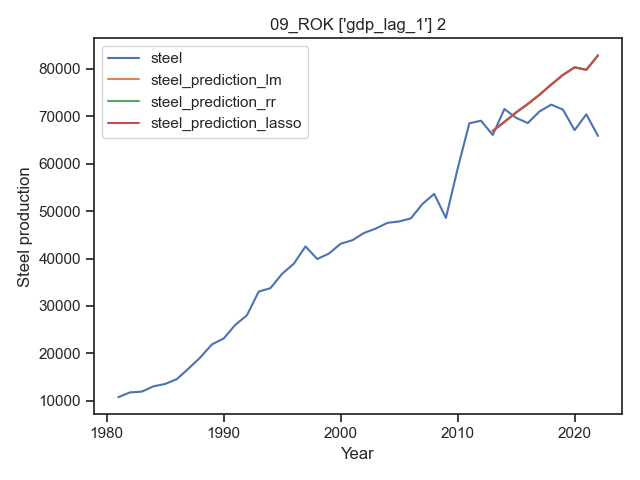 09_ROK ['gdp_lag_1'] 2
steel
steel_prediction_lm
steel_prediction_rr
steel_prediction_lasso
80000
70000
60000
50000
40000
30000
20000
10000
Steel production
1980 1990 2000 2010 2020
Year